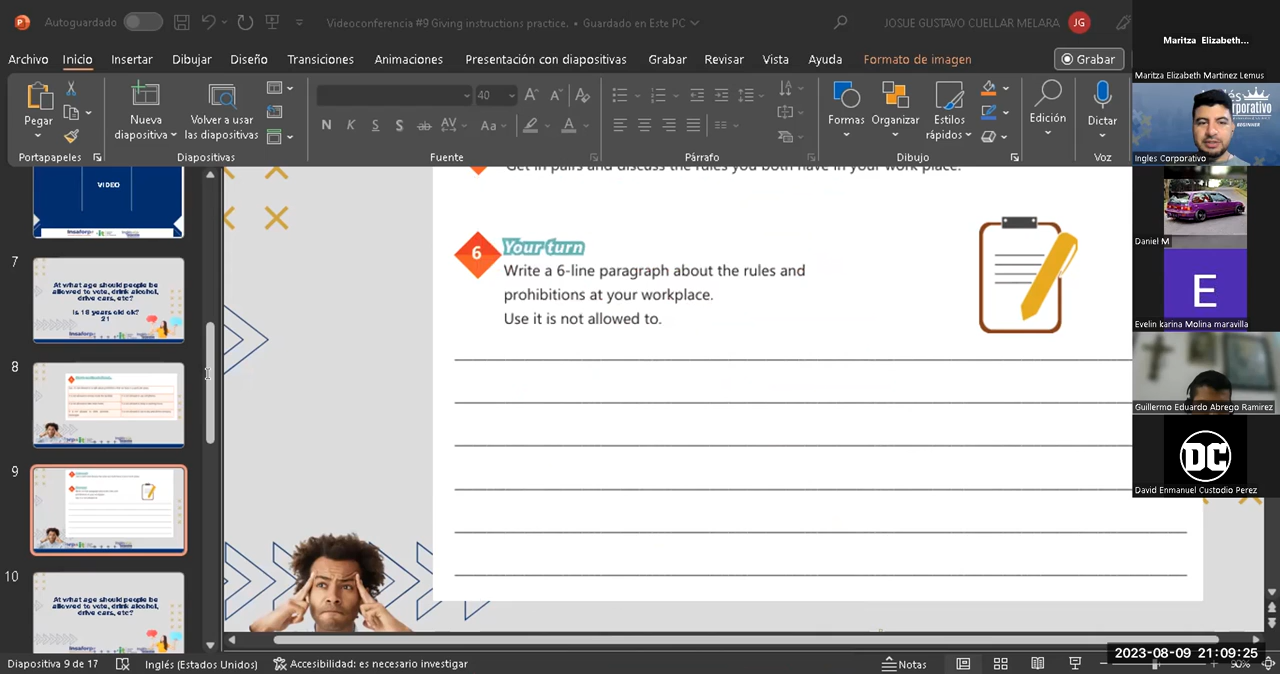 Autoguardado
Videoconferencia #9 Giving instructions practice. • Guardado en Este PC
JOSUE GUSTAVO CUELLAR MELARA
JG
Archivo Inicio Insertar Dibujar Diseño Transiciones Animaciones Presentación con diapositivas Grabar Revisar Vista Ayuda Formato de imagen
Grabar
Pegar
Nueva diapositiva
Volver a usar las diapositivas
40
N K S S ab AV Aa A
Formas Organizar Estilos rápidos Edición Dictar
Portapapeles Diapositivas Fuente Párrafo Dibujo Voz
Maritza Elizabeth...
Maritza Elizabeth Martinez Lemus
Ingles Corporativo
Daniel M
E
Evelin karina Molina maravilla
Guillermo Eduardo Abrego Ramirez
DC
David Enmanuel Custodio Perez
VIDEO
7
At what age should people be
allowed to vote, drink alcohol,
drive cars, etc?
Is 18 years old ok?
21
8
9
10
At what age should people be
allowed to vote, drink alcohol,
drive cars, etc?
Get in pairs and discuss the rules you both have in your work place.
6
Your turn
Write a 6-line paragraph about the rules and
prohibitions at your workplace.
Use it is not allowed to.
Diapositiva 9 de 17
Inglés (Estados Unidos)
Accesibilidad: es necesario investigar
Notas
2023-08-09 21:09:25
90%